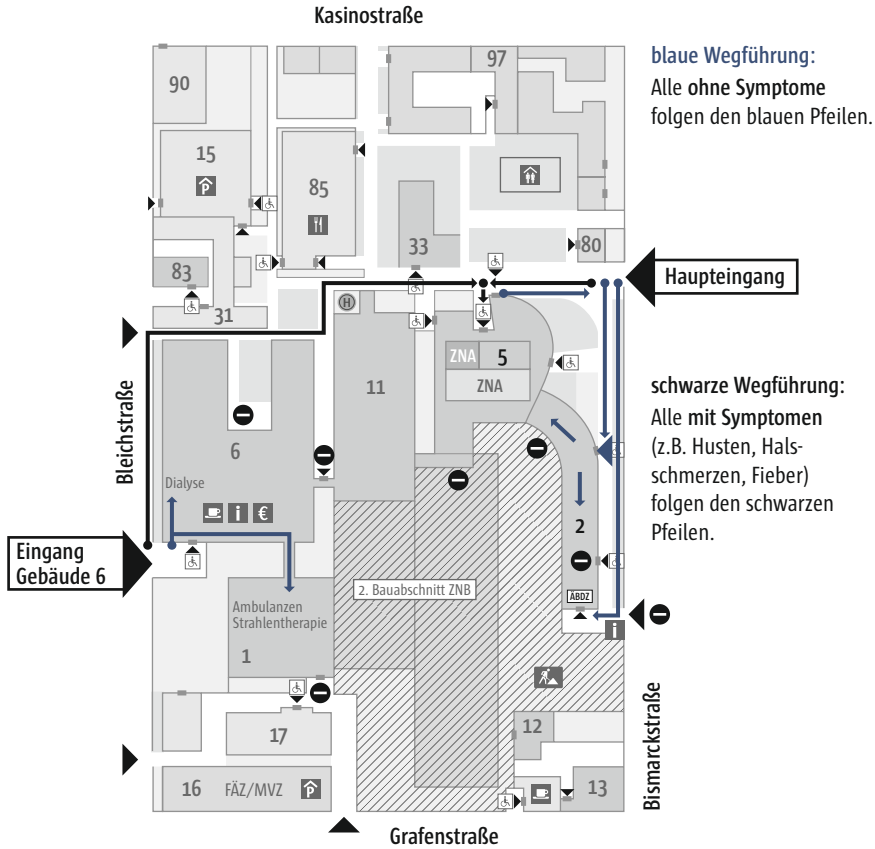 Kasinostraße
blaue Wegführung:
Alle ohne Symptome
folgen den blauen Pfeilen.
90
97
15
P
85
33
80
83
Haupteingang
31
H
ZNA
5
ZNA
11
schwarze Wegführung:
Alle mit Symptomen
(z.B. Husten, Hals-
schmerzen, Fieber)
folgen den schwarzen
Pfeilen.
Bleichstraße
6
Dialyse
i
€
2
Eingang
Gebäude 6
2. Bauabschnitt ZNB
ÄBDZ
Ambulanzen
Strahlentherapie
1
i
Bismarckstraße
12
17
16
FÄZ/MVZ
P
13
Grafenstraße